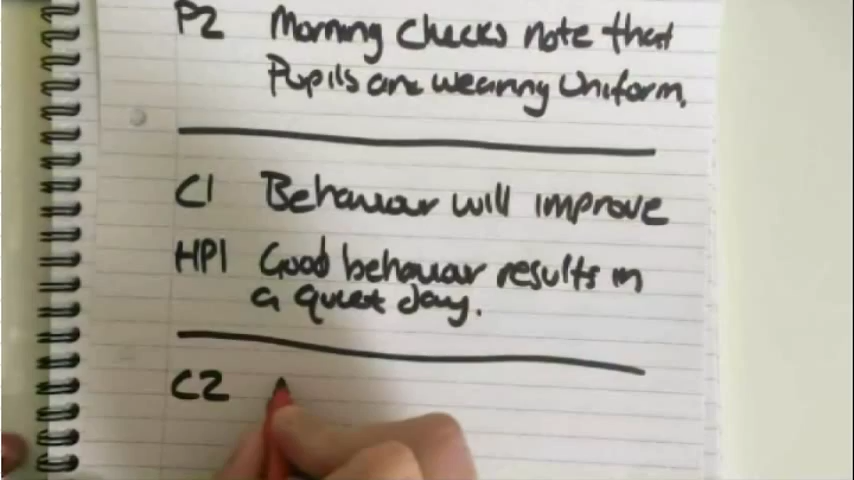 P2 Morning checks note that
Pupils are wearing Uniform.
C1 Behaviour will improve
HP1 Good behaviour results in
a quiet day.
C2